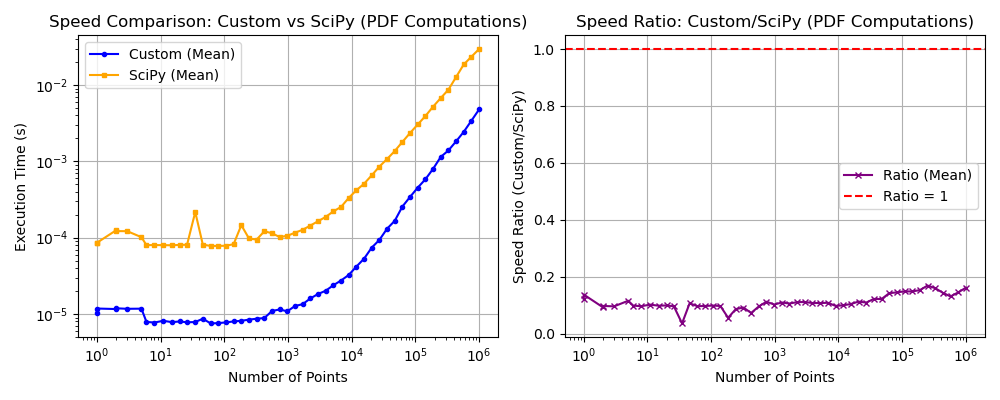 Speed Comparison: Custom vs SciPy (PDF Computations)
Custom (Mean)
SciPy (Mean)
Execution Time (s)
10⁻²
10⁻³
10⁻⁴
10⁻⁵
10⁰ 10¹ 10² 10³ 10⁴ 10⁵ 10⁶
Number of Points
Speed Ratio: Custom/SciPy (PDF Computations)
Speed Ratio (Custom/SciPy)
1.0
0.8
0.6
0.4
0.2
0.0
Ratio (Mean)
Ratio = 1
10⁰ 10¹ 10² 10³ 10⁴ 10⁵ 10⁶
Number of Points